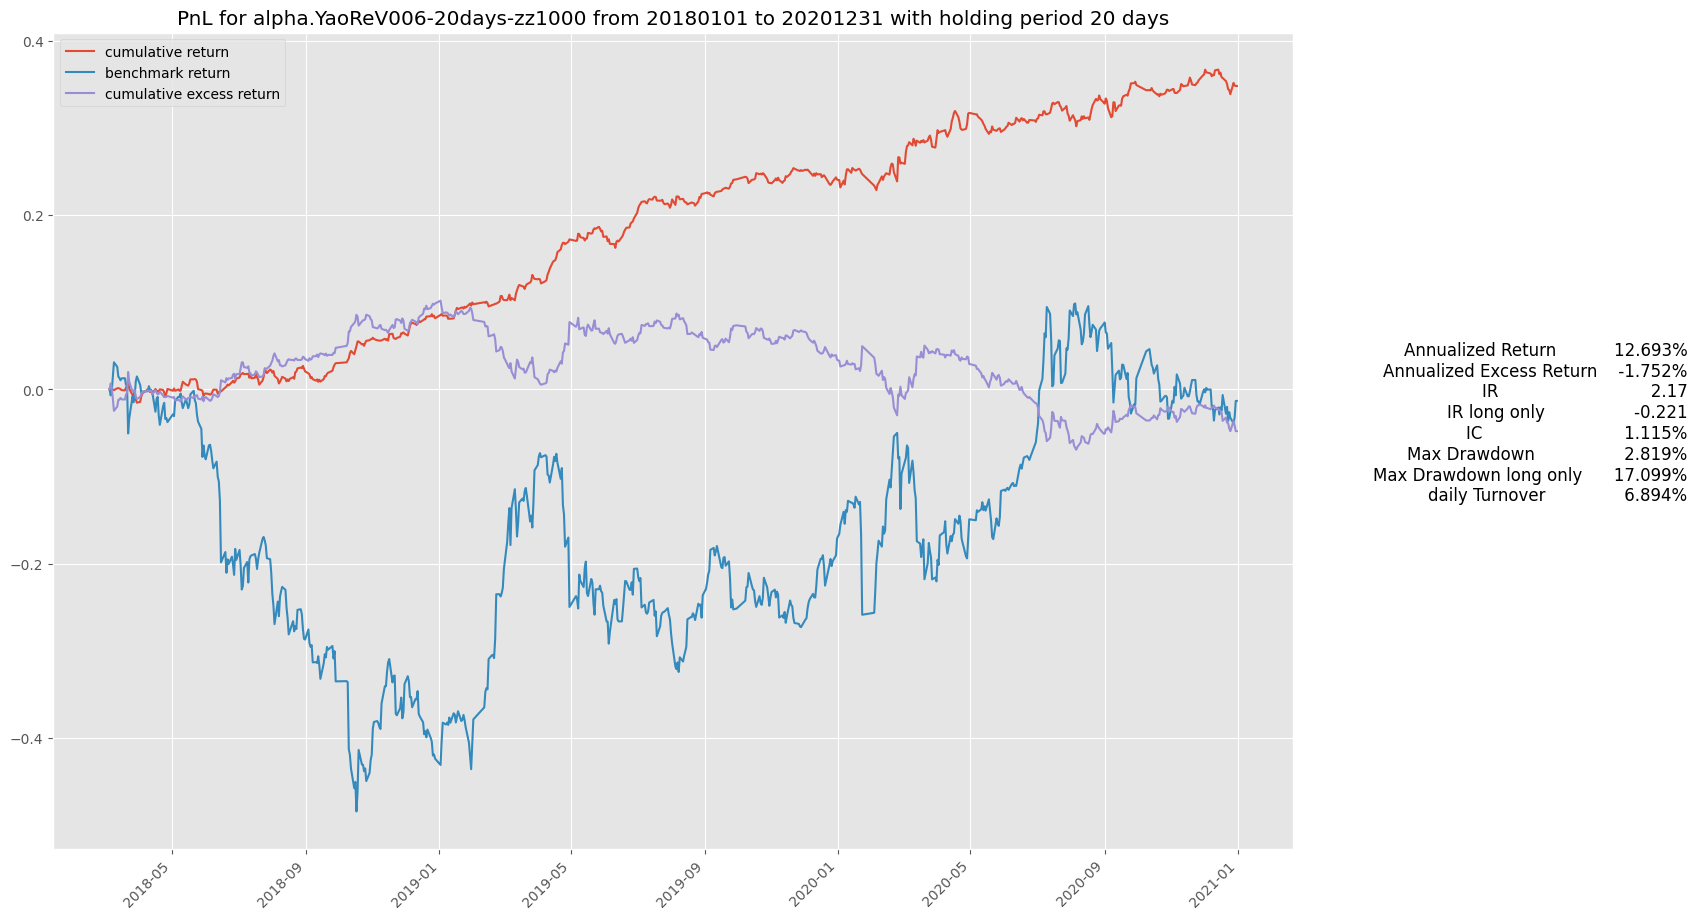 PnL for alpha.YaoReV006-20days-zz1000 from 20180101 to 20201231 with holding period 20 days
cumulative return
benchmark return
cumulative excess return
0.4
0.2
0.0
−0.2
−0.4
2018-05
2018-09
2019-01
2019-05
2019-09
2020-01
2020-05
2020-09
2021-01
Annualized Return 12.693%
Annualized Excess Return -1.752%
IR 2.17
IR long only -0.221
IC 1.115%
Max Drawdown 2.819%
Max Drawdown long only 17.099%
daily Turnover 6.894%